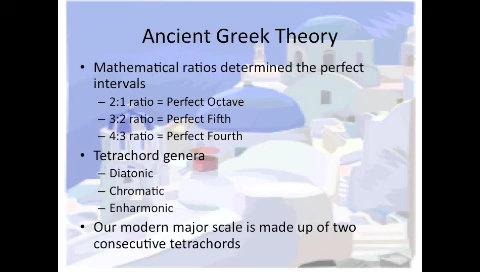 Ancient Greek Theory
• Mathematical ratios determined the perfect
intervals
– 2:1 ratio = Perfect Octave
– 3:2 ratio = Perfect Fifth
– 4:3 ratio = Perfect Fourth
• Tetrachord genera
– Diatonic
– Chromatic
– Enharmonic
• Our modern major scale is made up of two
consecutive tetrachords